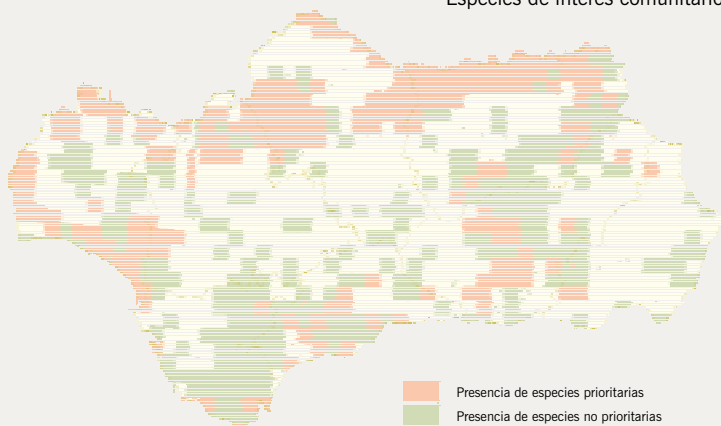 Especies de interés comunitario
Presencia de especies prioritarias
Presencia de especies no prioritarias